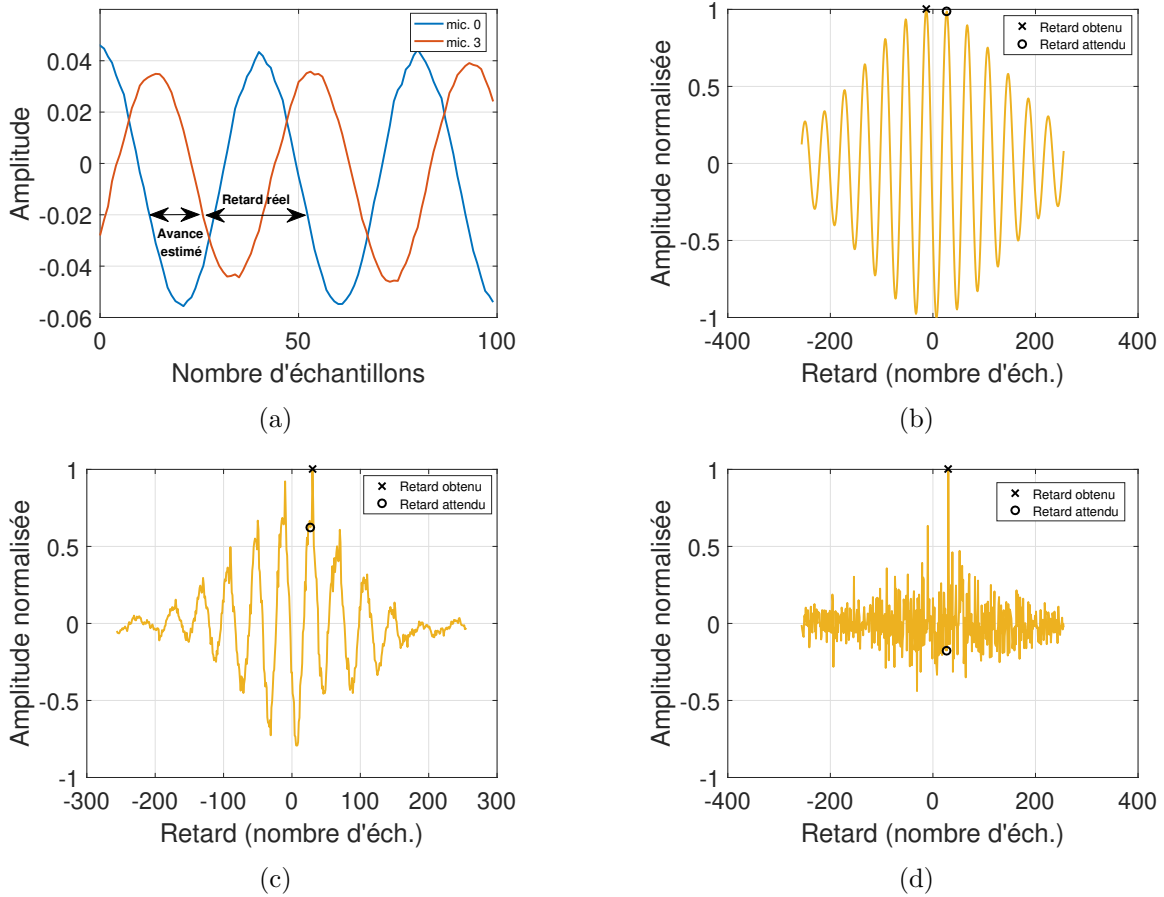 mic. 0
mic. 3
0.04
0.02
0
-0.02
-0.04
-0.06
Retard réel
Avance
estimé
0
50
100
Amplitude
Nombre d'échantillons
(a)
Retard obtenu
Retard attendu
1
0.5
0
-0.5
-1
-400
-200
0
200
400
Amplitude normalisée
Retard (nombre d'éch.)
(b)
Retard obtenu
Retard attendu
1
0.5
0
-0.5
-1
-300
-200
-100
0
100
200
300
Amplitude normalisée
Retard (nombre d'éch.)
(c)
Retard obtenu
Retard attendu
1
0.5
0
-0.5
-1
-400
-200
0
200
400
Amplitude normalisée
Retard (nombre d'éch.)
(d)